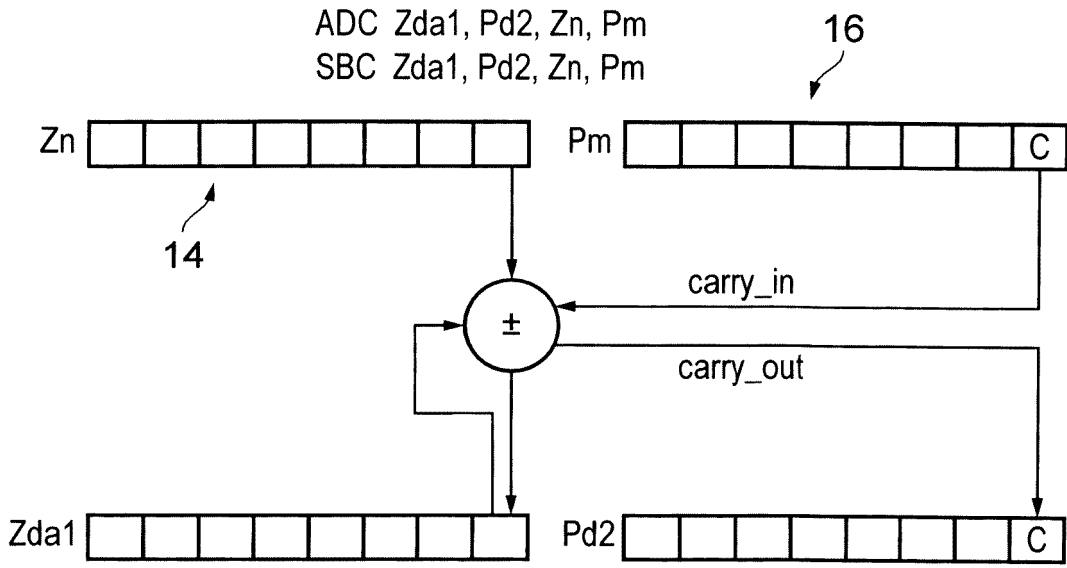 ADC Zda1, Pd2, Zn, Pm
SBC Zda1, Pd2, Zn, Pm
16
Zn
Pm
C
14
carry_in
±
carry_out
Zda1
Pd2
C